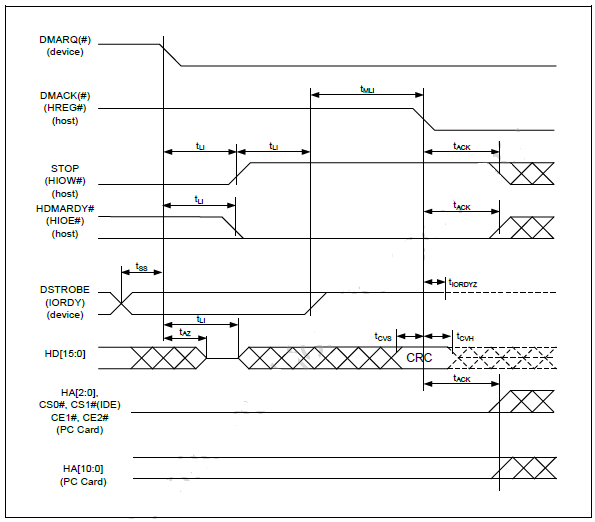 DMARQ(#)
(device)
tMLI
DMACK(#)
(HREG#)
(host)
tLI
tLI
tACK
STOP
(HIOW#)
(host)
tLI
tACK
HDMARDY#
(HIOE#)
(host)
tSS
tIORDYZ
DSTROBE
(IORDY)
(device)
tLI
tAZ
tCVS
tCVH
HD[15:0]
CRC
tACK
HA[2:0],
CS0#, CS1#(IDE)
CE1#, CE2#
(PC Card)
HA[10:0]
(PC Card)